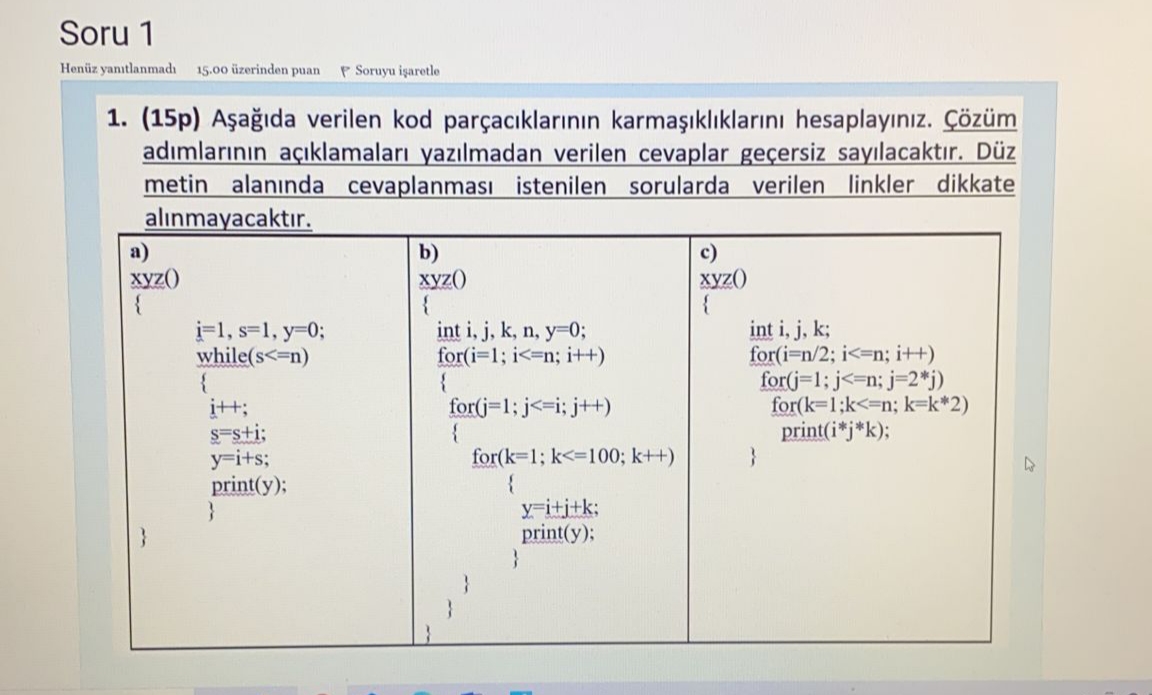 Soru 1
Henüz yanıtlanmadı 15.00 üzerinden puan Soruyu işaretle
1. (15p) Aşağıda verilen kod parçacıklarının karmaşıklıklarını hesaplayınız. Çözüm
adımlarının açıklamaları yazılmadan verilen cevaplar geçersiz sayılacaktır. Düz
metin alanında cevaplanması istenilen sorularda verilen linkler dikkate
alınmayacaktır.
a)
xyz()
{
i=1, s=1, y=0;
while(s<=n)
{
i++;
s=s+i;
y=i+s;
print(y);
}
}
b)
xyz()
{
int i, j, k, n, y=0;
for(i=1; i<=n; i++)
{
for(j=1; j<=i; j++)
{
for(k=1; k<=100; k++)
{
y=i+j+k;
print(y);
}
}
}
}
c)
xyz()
{
int i, j, k;
for(i=n/2; i<=n; i++)
for(j=1; j<=n; j=2*j)
for(k=1;k<=n; k=k*2)
print(i*j*k);
}